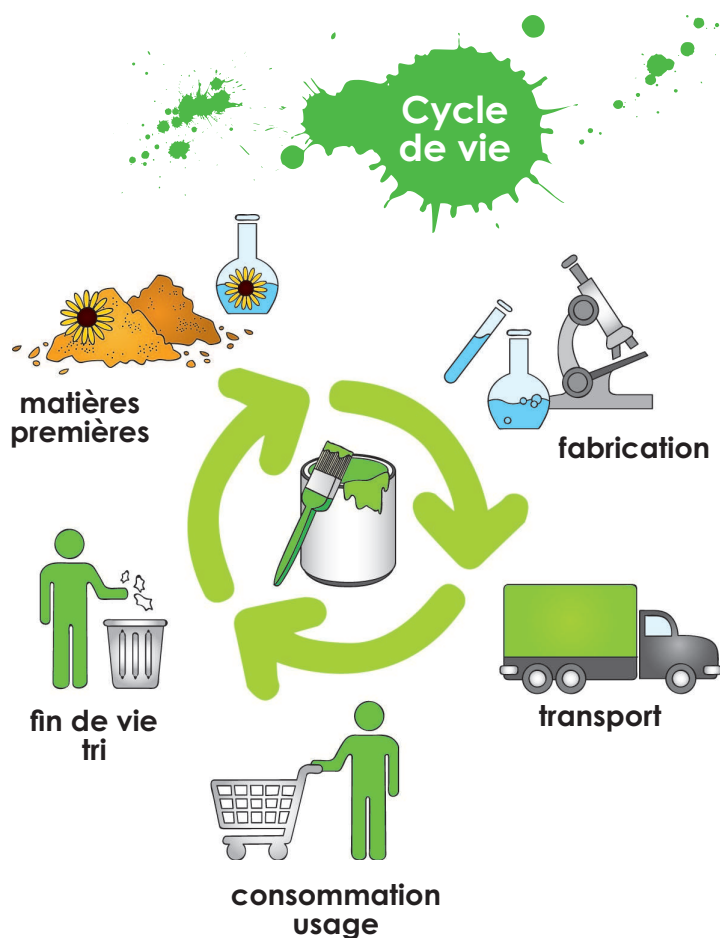 Cycle
de vie
matières
premières
fabrication
transport
consommation
usage
fin de vie
tri